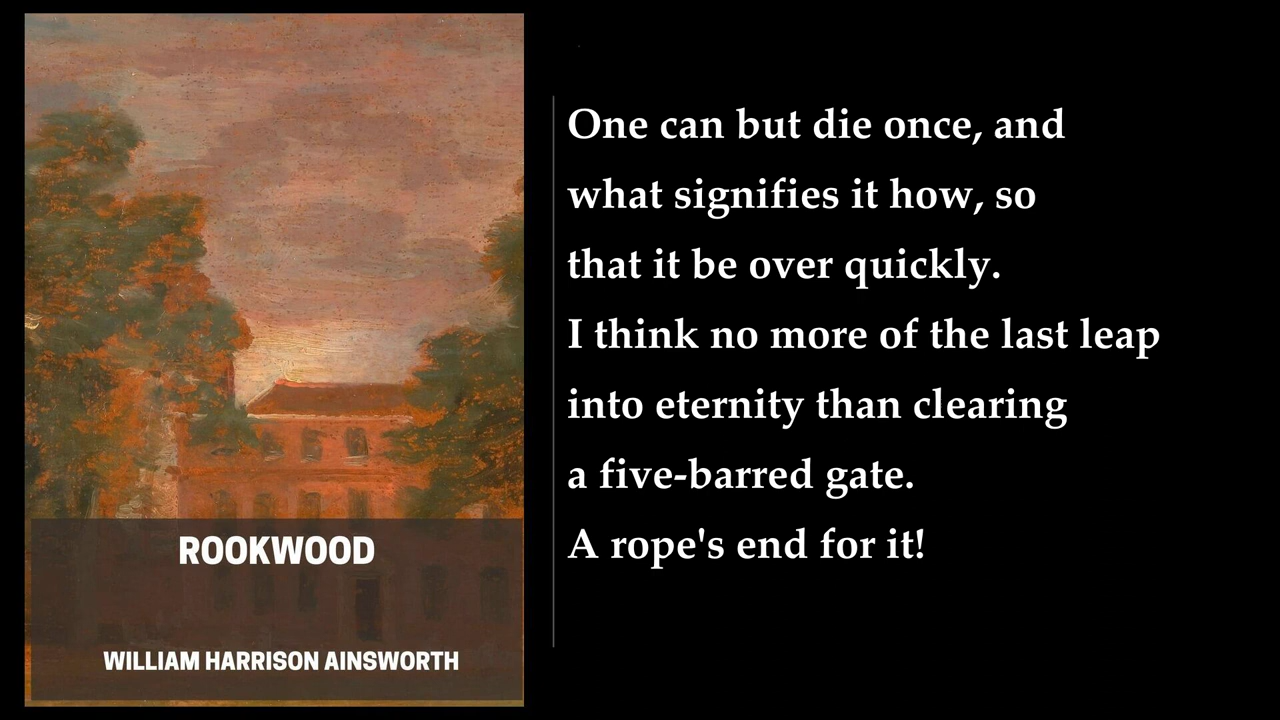 ROOKWOOD
WILLIAM HARRISON AINSWORTH
One can but die once, and
what signifies it how, so
that it be over quickly.
I think no more of the last leap
into eternity than clearing
a five-barred gate.
A rope's end for it!